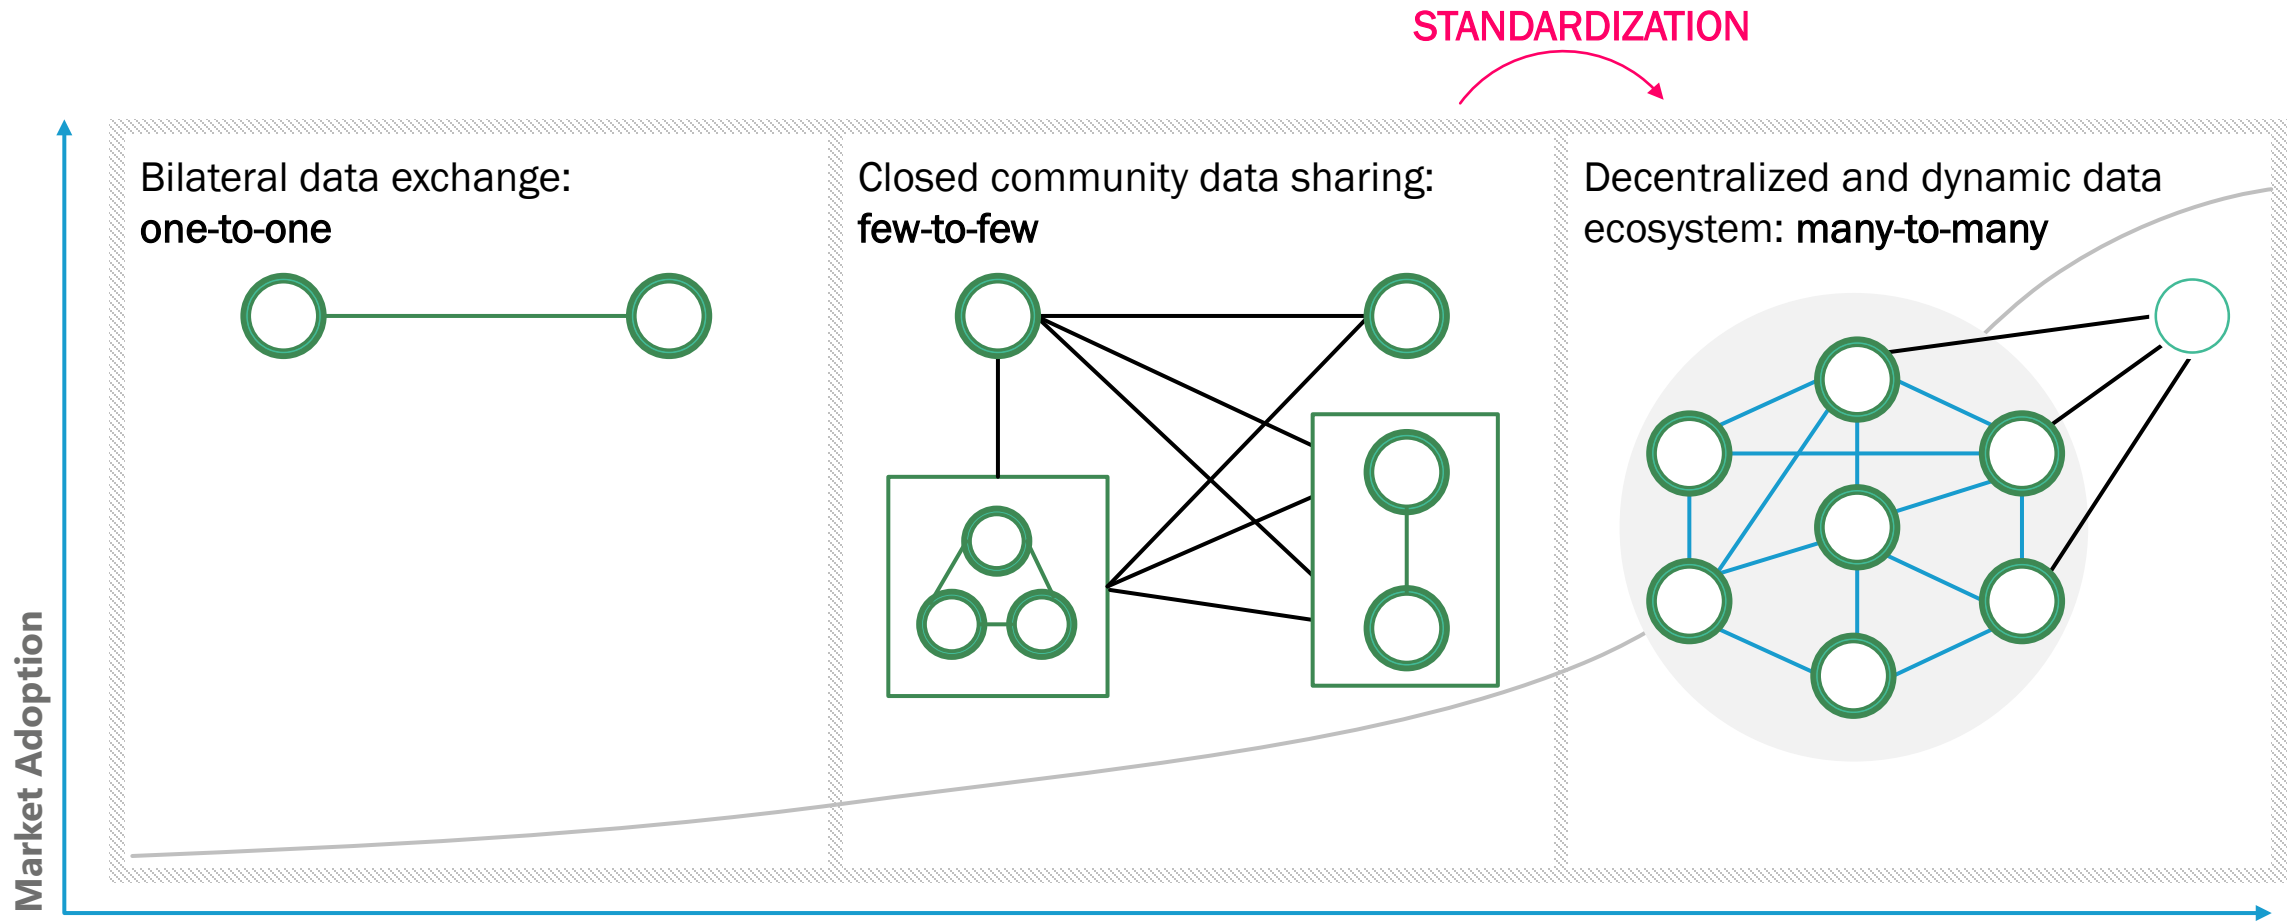 STANDARDIZATION
Bilateral data exchange:
one-to-one
Closed community data sharing:
few-to-few
Decentralized and dynamic data
ecosystem: many-to-many
Market Adoption